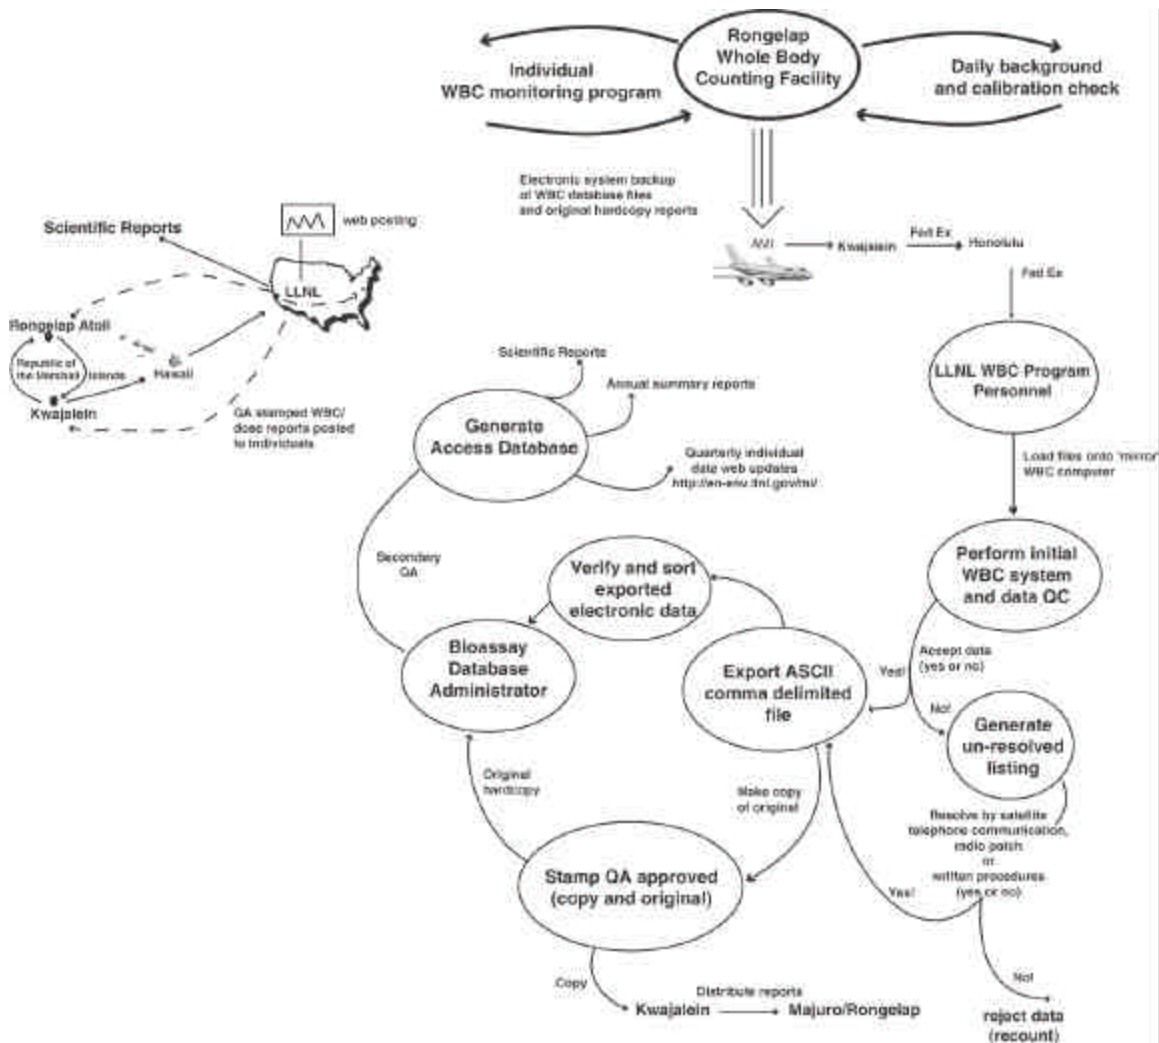 Rongelap
Whole Body
Counting Facility
Individual
WBC monitoring program
Daily background
and calibration check
Electronic system backup
of WBC database files
and original hardcopy reports
Kwajalein
Fed Ex
Honolulu
Fed Ex
Scientific Reports
web posting
LLNL
Rongelap Atoll
Republic of
the Marshall Islands
Hawaii
Kwajalein
QA stamped WBC/
dose reports posted
to individuals
LLNL WBC Program
Personnel
Load files onto 'mirror'
WBC computer
Scientific Reports
Annual summary reports
Generate
Access Database
Quarterly individual
data web updates
Secondary
QA
Perform initial
WBC system
and data QC
Verify and sort
exported
electronic data
Accept data
(yes or no)
Yes!
No!
Bioassay
Database
Administrator
Export ASCII
comma delimited
file
Generate
un-resolved
listing
Original
hardcopy
Make copy
of original
Resolve by satellite
telephone communication,
radio patch
or
written procedures
(yes or no)
Yes!
Stamp QA approved
(copy and original)
No!
Copy
Distribute reports
Kwajalein
Majuro/Rongelap
reject data
(recount)